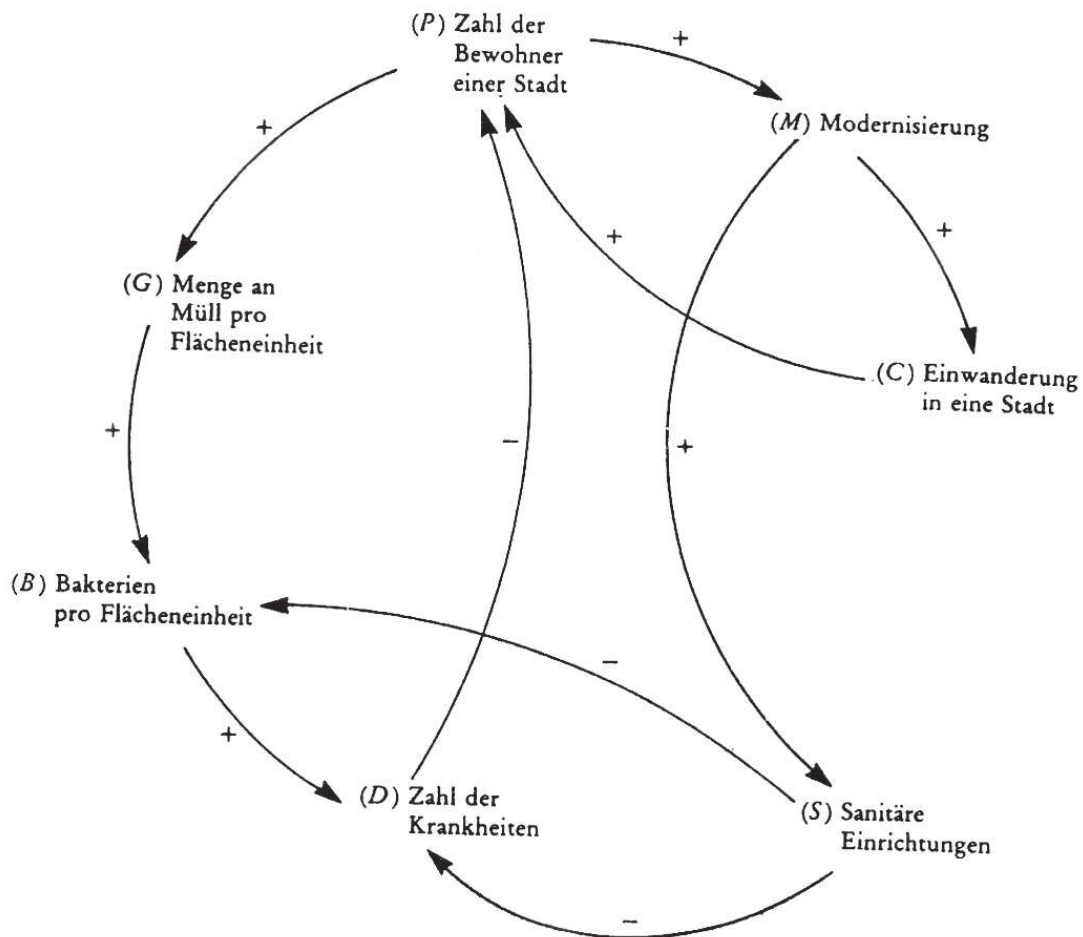 (P) Zahl der
Bewohner
einer Stadt
+
+
(M) Modernisierung
+
+
(G) Menge an
Müll pro
Flächeneinheit
(C) Einwanderung
in eine Stadt
+
−
+
(B) Bakterien
pro Flächeneinheit
−
+
(D) Zahl der
Krankheiten
(S) Sanitäre
Einrichtungen
−